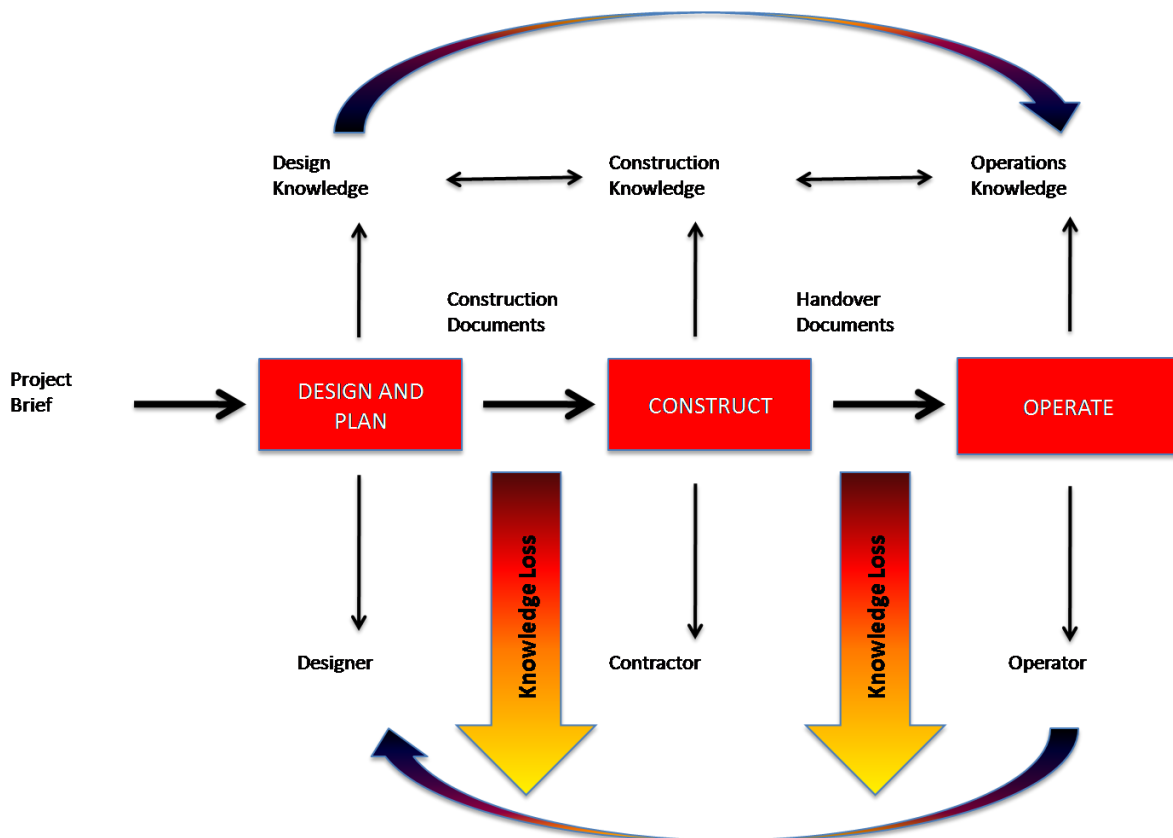 Design
Knowledge
Construction
Knowledge
Operations
Knowledge
Construction
Documents
Handover
Documents
Project
Brief
DESIGN AND
PLAN
CONSTRUCT
OPERATE
Knowledge Loss
Knowledge Loss
Designer
Contractor
Operator